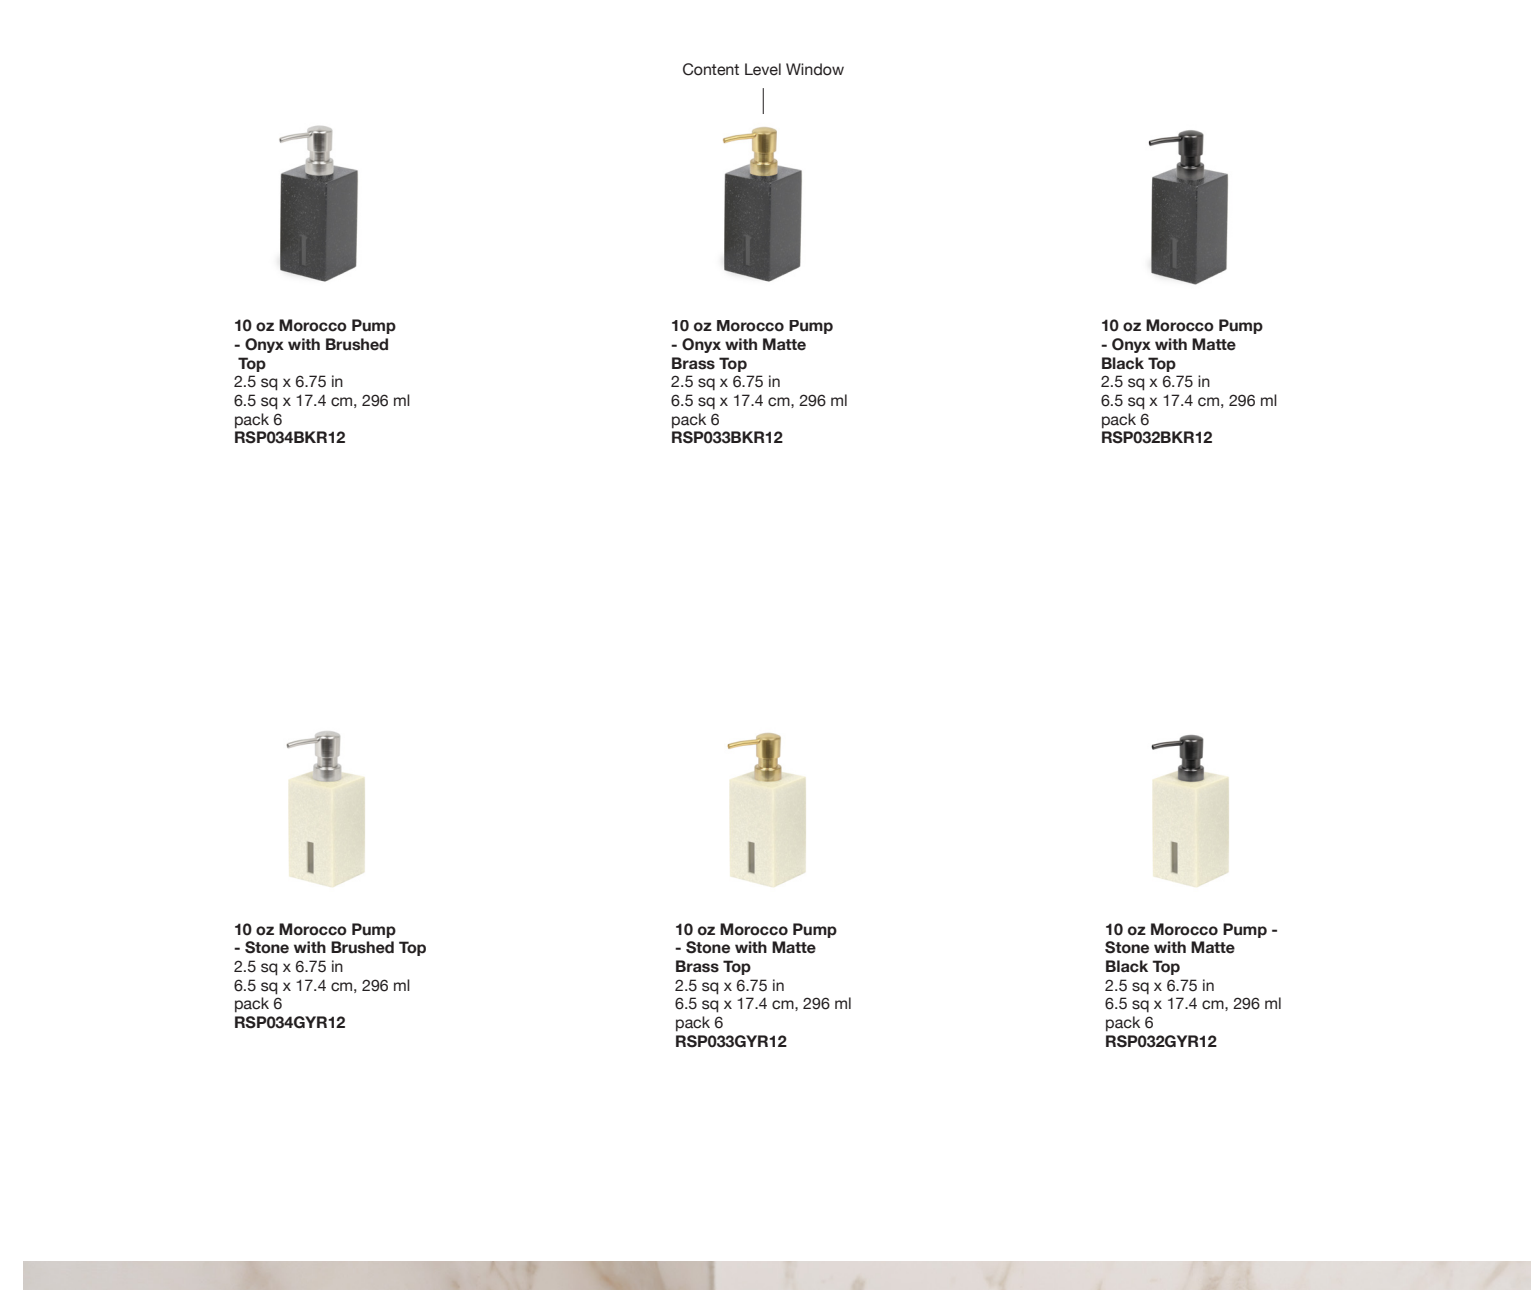 Content Level Window
10 oz Morocco Pump
- Onyx with Brushed
Top
2.5 sq x 6.75 in
6.5 sq x 17.4 cm, 296 ml
pack 6
RSP034BKR12
10 oz Morocco Pump
- Onyx with Matte
Brass Top
2.5 sq x 6.75 in
6.5 sq x 17.4 cm, 296 ml
pack 6
RSP033BKR12
10 oz Morocco Pump
- Onyx with Matte
Black Top
2.5 sq x 6.75 in
6.5 sq x 17.4 cm, 296 ml
pack 6
RSP032BKR12
10 oz Morocco Pump
- Stone with Brushed Top
2.5 sq x 6.75 in
6.5 sq x 17.4 cm, 296 ml
pack 6
RSP034GYR12
10 oz Morocco Pump
- Stone with Matte
Brass Top
2.5 sq x 6.75 in
6.5 sq x 17.4 cm, 296 ml
pack 6
RSP033GYR12
10 oz Morocco Pump -
Stone with Matte
Black Top
2.5 sq x 6.75 in
6.5 sq x 17.4 cm, 296 ml
pack 6
RSP032GYR12